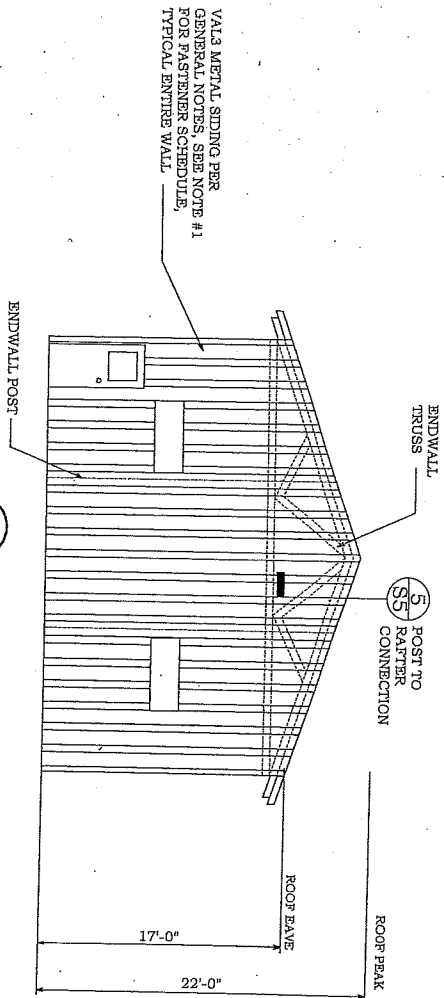 VAL3 METAL SIDING PER
GENERAL NOTES, SEE NOTE #1
FOR FASTENER SCHEDULE,
TYPICAL ENTIRE WALL
ENDWALL POST
ENDWALL
TRUSS
5
S5
POST TO
RAFTER
CONNECTION
ROOF EAVE
ROOF PEAK
17'-0"
22'-0"